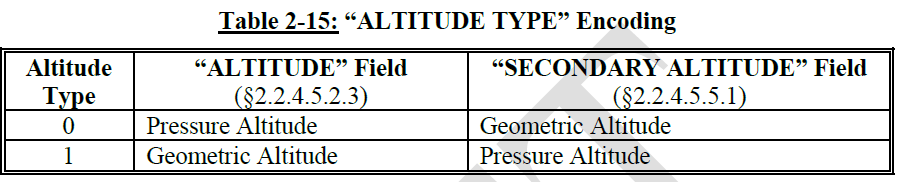 Table 2-15: “ALTITUDE TYPE” Encoding
Altitude Type “ALTITUDE” Field (§2.2.4.5.2.3) “SECONDARY ALTITUDE” Field (§2.2.4.5.5.1)
0 Pressure Altitude Geometric Altitude
1 Geometric Altitude Pressure Altitude